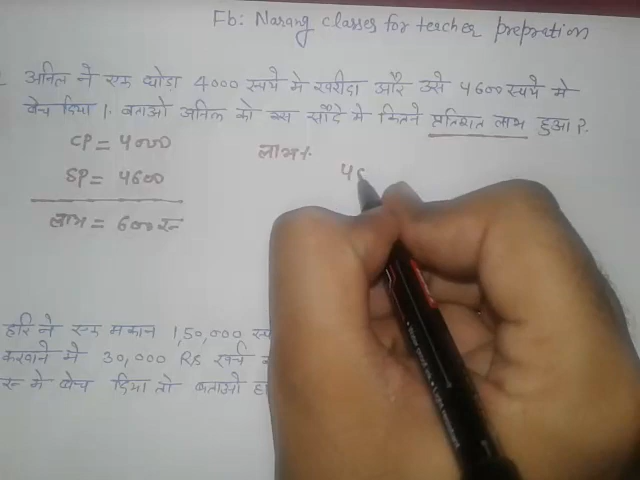 Fb: Narang classes for teacher prepration
अनिल ने एक घोडा 4000 रूपये मे खरीदा और उसे 4600 रूपये मे
बेच दिया । बताओ अनिल को इस सौदे मे कितने प्रतिशत लाभ हुआ ?
CP = 4000
लाभ%
SP = 4600
लाभ = 600 रू
हरि ने एक मकान 1,50,000
करवाने मे 30,000 Rs खर्च
रू मे बेच दिया तो बताओ